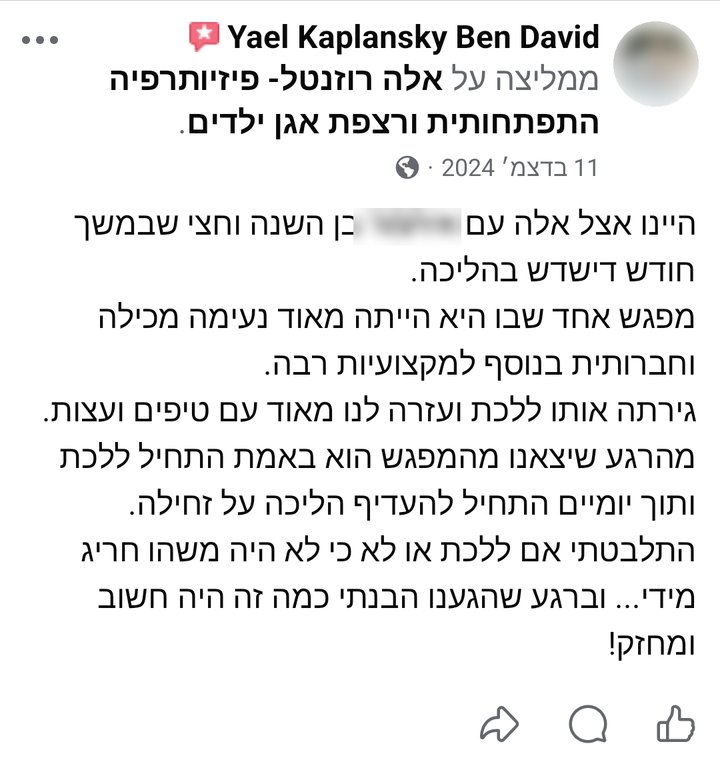 Yael Kaplansky Ben David
ממליצה על אלה רוזנטל- פיזיותרפיה
התפתחותית ורצפת אגן ילדים.
11 בדצמ׳ 2024 ·
היינו אצל אלה עם בן השנה וחצי שבמשך
חודש דישדש בהליכה.
מפגש אחד שבו היא הייתה מאוד נעימה מכילה
וחברותית בנוסף למקצועיות רבה.
גירתה אותו ללכת ועזרה לנו מאוד עם טיפים ועצות.
מהרגע שיצאנו מהמפגש הוא באמת התחיל ללכת
ותוך יומיים התחיל להעדיף הליכה על זחילה.
התלבטתי אם ללכת או לא כי לא היה משהו חריג
מידי... וברגע שהגענו הבנתי כמה זה היה חשוב
ומחזק!